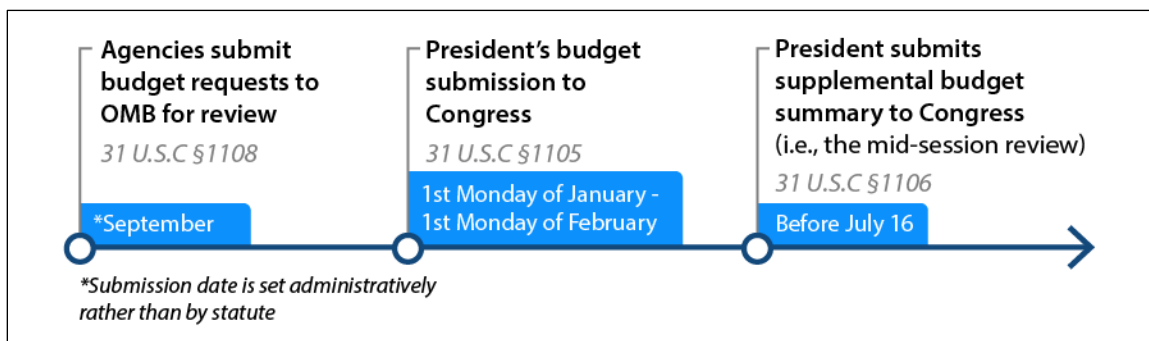 Agencies submit
budget requests to
OMB for review
31 U.S.C §1108
*September
President’s budget
submission to
Congress
31 U.S.C §1105
1st Monday of January -
1st Monday of February
President submits
supplemental budget
summary to Congress
(i.e., the mid-session review)
31 U.S.C §1106
Before July 16
*Submission date is set administratively
rather than by statute